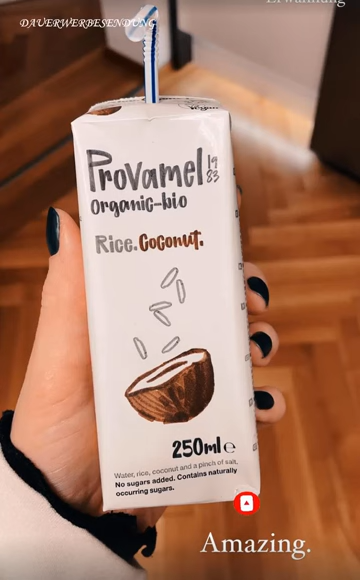 Erwähnung
DAUERWERBESENDUNG
Provamel 19
83
Organic-bio
Rice.Coconut.
250ml e
Water, rice, coconut and a pinch of salt.
No sugars added. Contains naturally
occurring sugars.
Amazing.